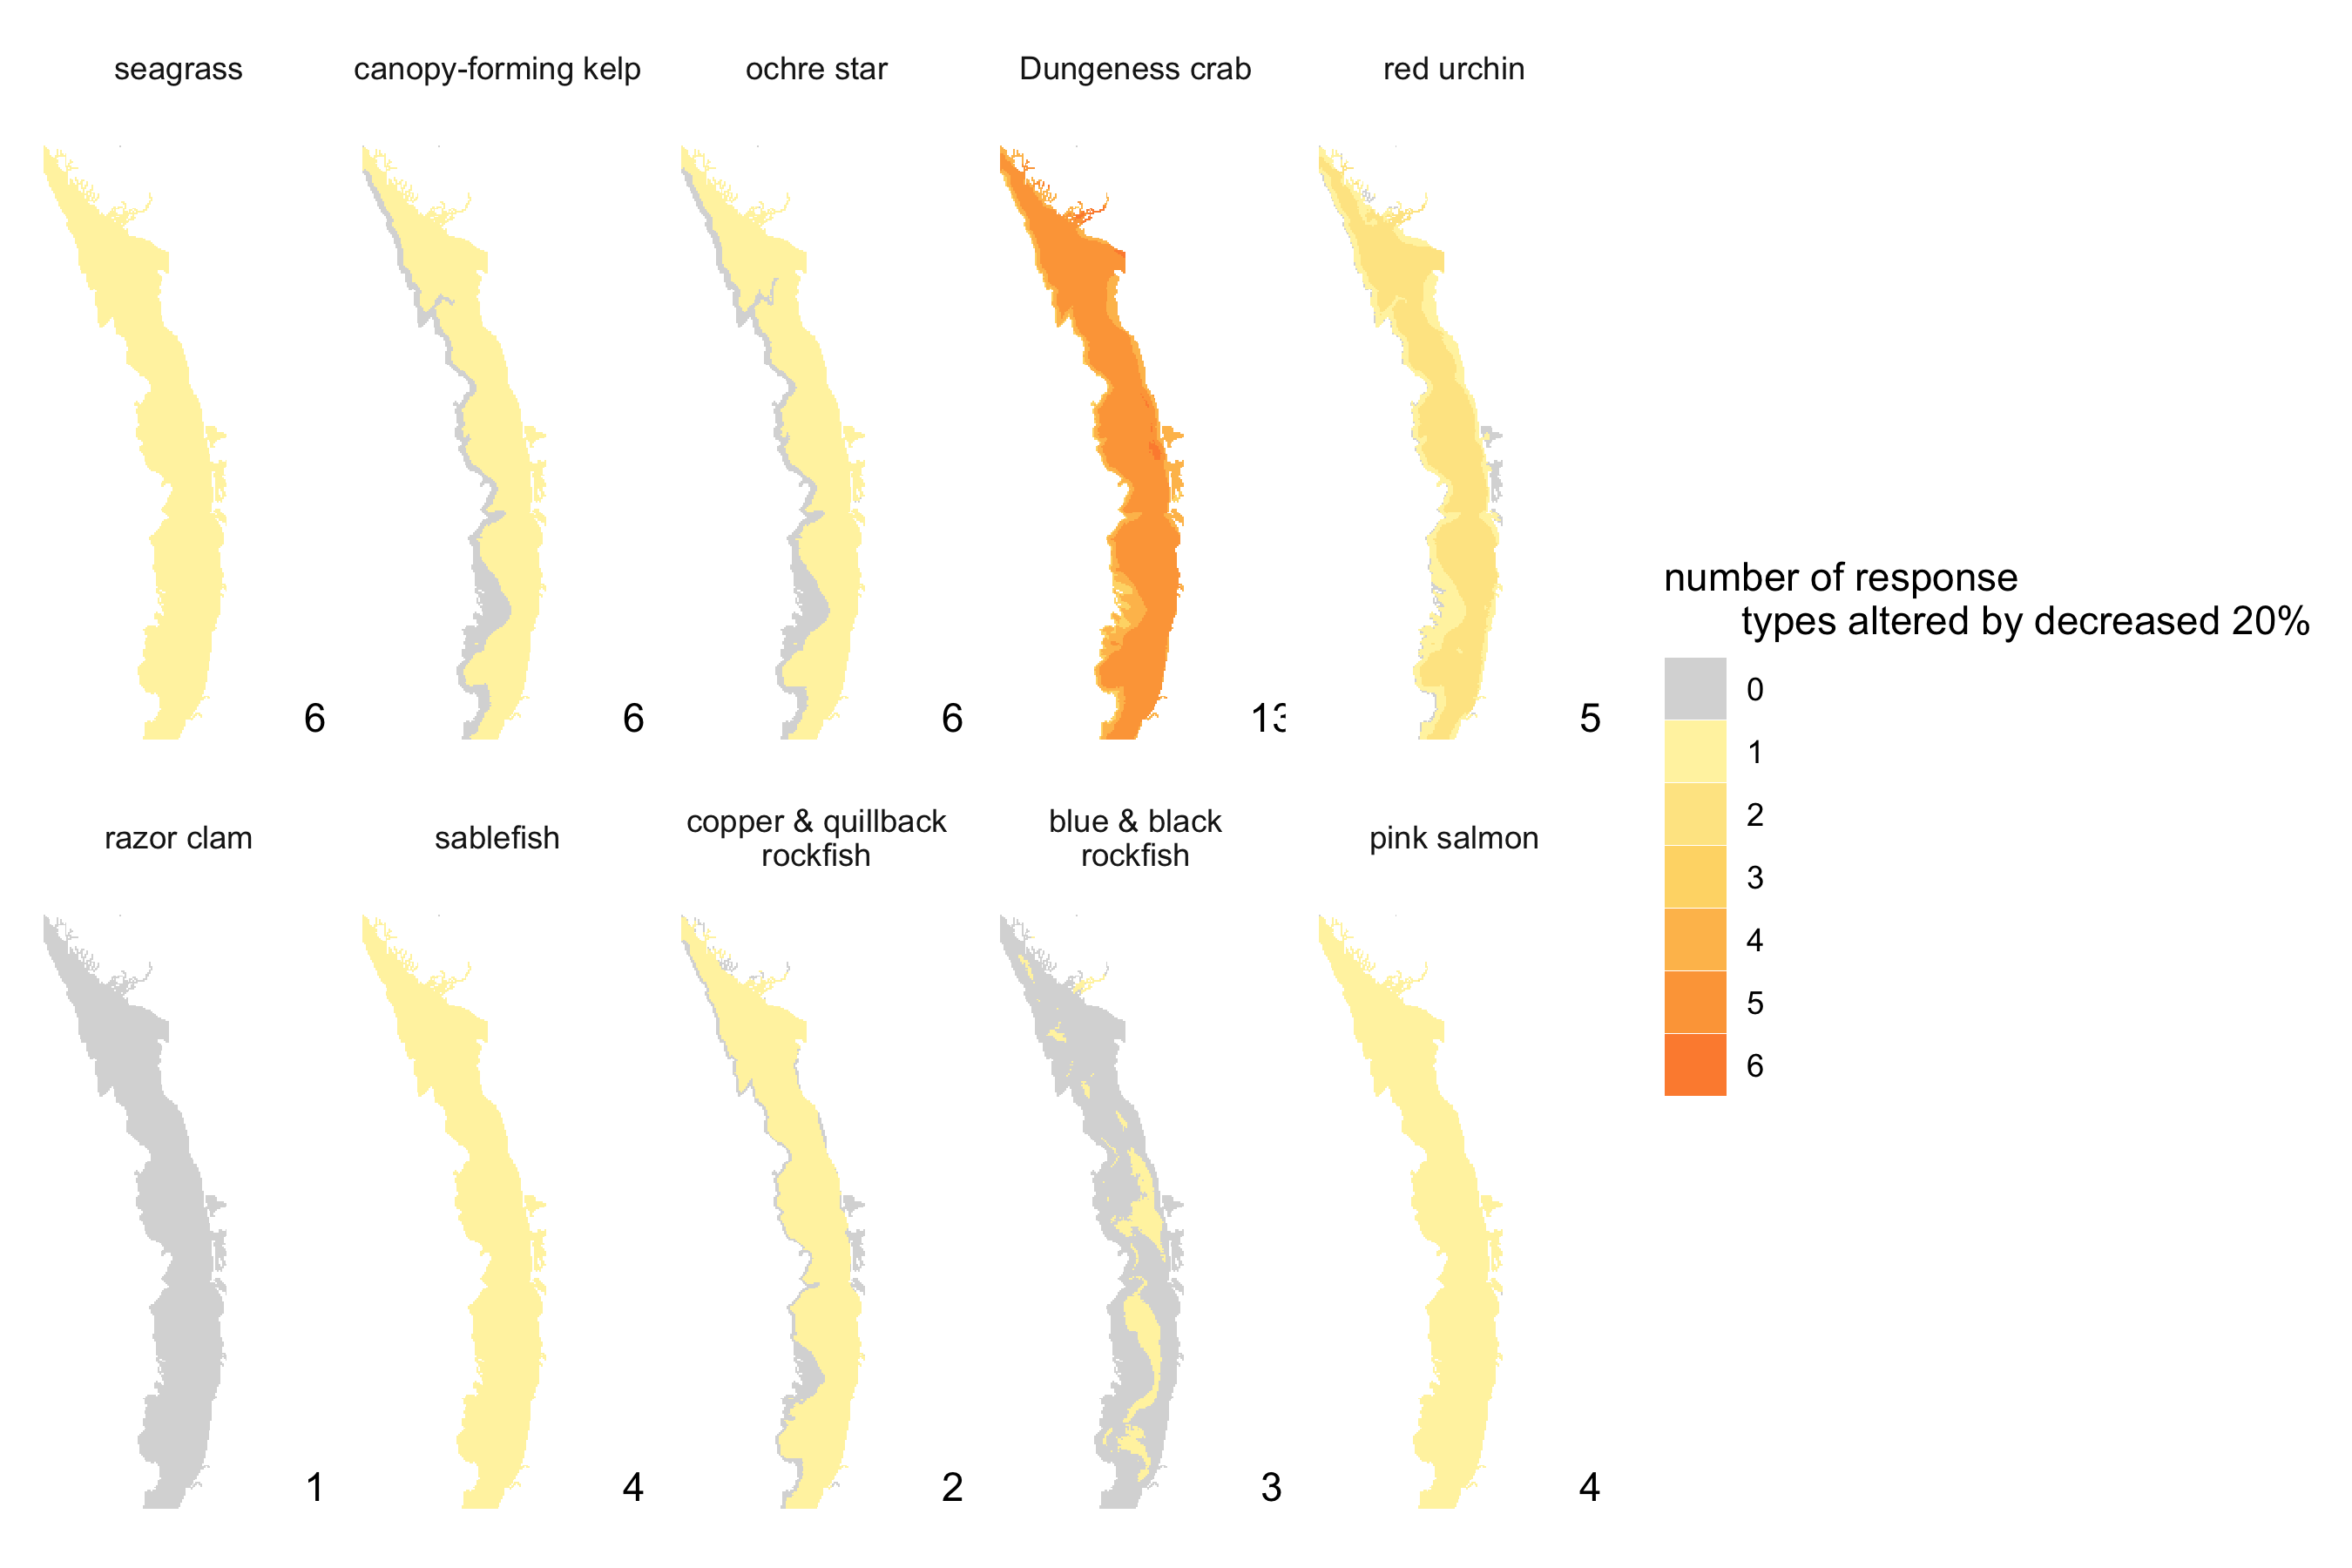 seagrass
canopy-forming kelp
ochre star
Dungeness crab
red urchin
6
6
6
13
5
razor clam
sablefish
copper & quillback
rockfish
blue & black
rockfish
pink salmon
1
4
2
3
4
number of response
types altered by decreased 20%
0
1
2
3
4
5
6